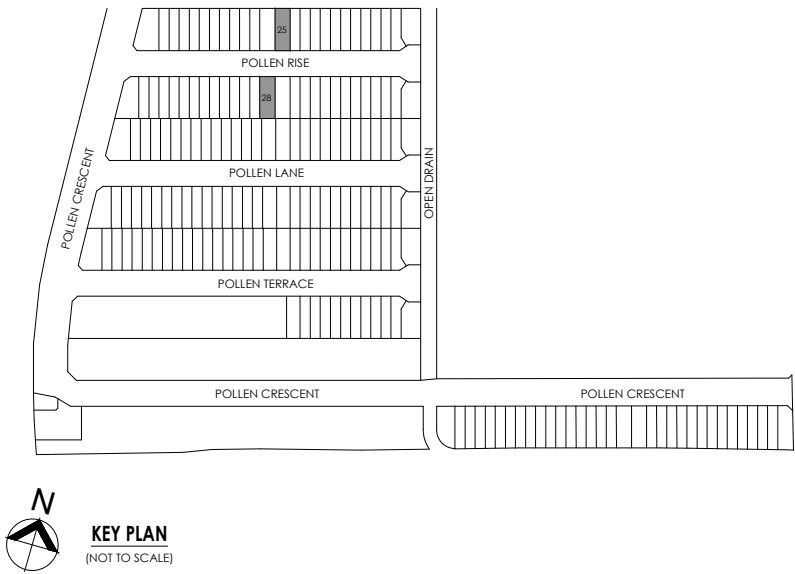 25
POLLEN RISE
28
POLLEN CRESCENT
POLLEN LANE
OPEN DRAIN
POLLEN TERRACE
POLLEN CRESCENT
POLLEN CRESCENT
N
KEY PLAN
(NOT TO SCALE)